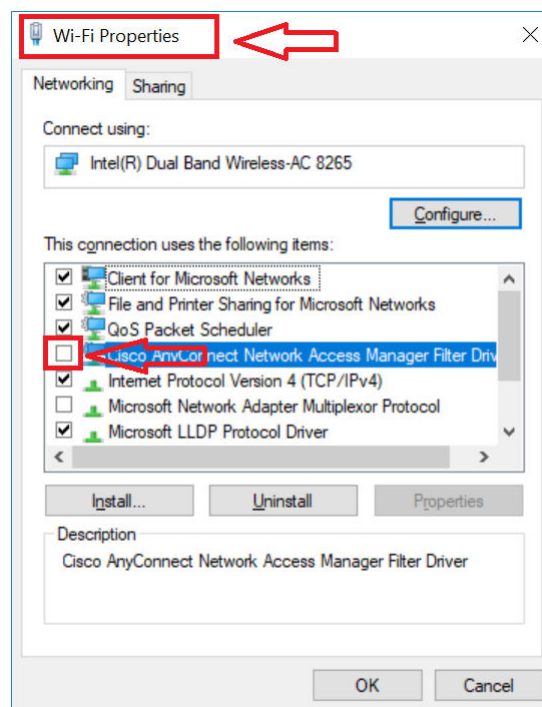 Wi-Fi Properties
Networking Sharing
Connect using:
Intel(R) Dual Band Wireless-AC 8265
Configure...
This connection uses the following items:
Client for Microsoft Networks
File and Printer Sharing for Microsoft Networks
QoS Packet Scheduler
Cisco AnyConnect Network Access Manager Filter Driv
Internet Protocol Version 4 (TCP/IPv4)
Microsoft Network Adapter Multiplexor Protocol
Microsoft LLDP Protocol Driver
Install... Uninstall Properties
Description
Cisco AnyConnect Network Access Manager Filter Driver
OK Cancel